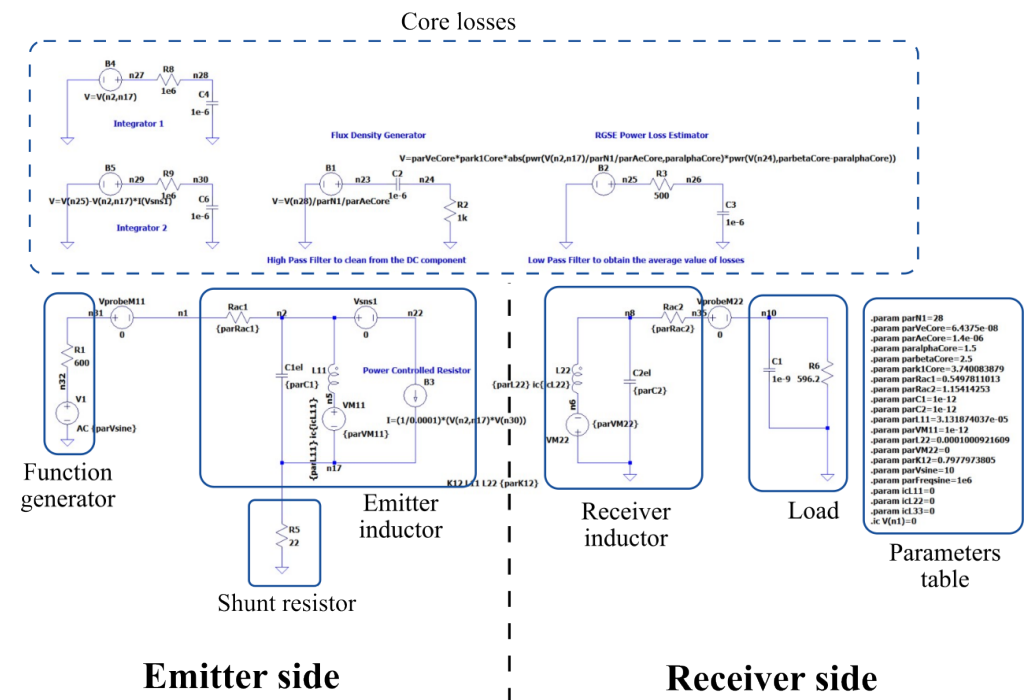 Core losses
B4
n27
R8
n28
1e6
C4
1e-6
V=V(n2,n17)
Integrator 1
B5
n29
R9
n30
1e6
C6
1e-6
V=V(n25)-V(n2,n17)*I(Vsns1)
Integrator 2
Flux Density Generator
B1
n23
C2
n24
1e-6
V=V(n28)/parN1/parAeCore
R2
1k
High Pass Filter to clean from the DC component
RGSE Power Loss Estimator
V=parVeCore*park1Core*abs(pwr(V(n2,n17)/parN1/parAeCore,paralphaCore)*pwr(V(n24),parbetaCore-paralphaCore))
B2
n25
R3
n26
500
C3
1e-6
Low Pass Filter to obtain the average value of losses
n31
VprobeM11
0
n1
R1
600
n32
V1
AC {parVsine}
Function
generator
Rac1
{parRac1}
n2
Vsns1
0
n22
C1el
{parC1}
L11
{parL11} ic{icL11}
n5
VM11
{parVM11}
Power Controlled Resistor
B3
I=(1/0.0001)*(V(n2,n17)*V(n30))
n17
K12 L11 L22 {parK12}
Emitter
inductor
R5
22
Shunt resistor
n8
Rac2
{parRac2}
n35
VprobeM22
0
L22
{parL22} ic{icL22}
n6
C2el
{parC2}
VM22
{parVM22}
Receiver
inductor
n10
C1
1e-9
R6
596.2
Load
.param parN1=28
.param parVeCore=6.4375e-08
.param parAeCore=1.4e-06
.param paralphaCore=1.5
.param parbetaCore=2.5
.param park1Core=3.740083879
.param parRac1=0.5497811013
.param parRac2=1.15414253
.param parC1=1e-12
.param parC2=1e-12
.param parL11=3.131874037e-05
.param parVM11=1e-12
.param parL22=0.0001000921609
.param parVM22=0
.param parK12=0.7977973805
.param parVsine=10
.param parFreqsine=1e6
.param icL11=0
.param icL22=0
.param icL33=0
.ic V(n1)=0
Parameters
table
Emitter side
Receiver side